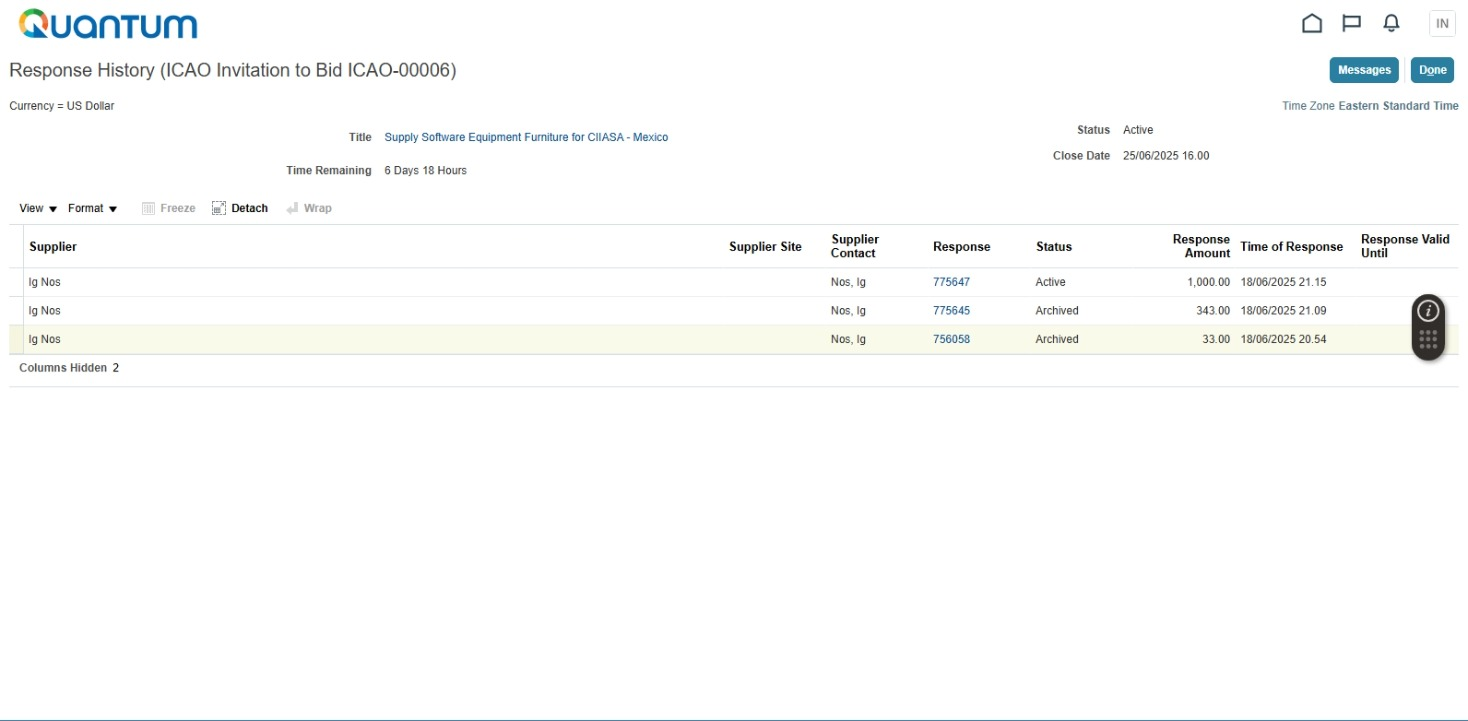 QUANTUM
IN
Response History (ICAO Invitation to Bid ICAO-00006)
Messages Done
Currency = US Dollar
Time Zone Eastern Standard Time
Title Supply Software Equipment Furniture for CIIASA - Mexico
Status Active
Close Date 25/06/2025 16.00
Time Remaining 6 Days 18 Hours
View Format Freeze Detach Wrap
Supplier Supplier Site Supplier Contact Response Status Response Amount Time of Response Response Valid Until
Ig Nos Nos, Ig 775647 Active 1,000.00 18/06/2025 21.15
Ig Nos Nos, Ig 775645 Archived 343.00 18/06/2025 21.09
Ig Nos Nos, Ig 756058 Archived 33.00 18/06/2025 20.54
Columns Hidden 2